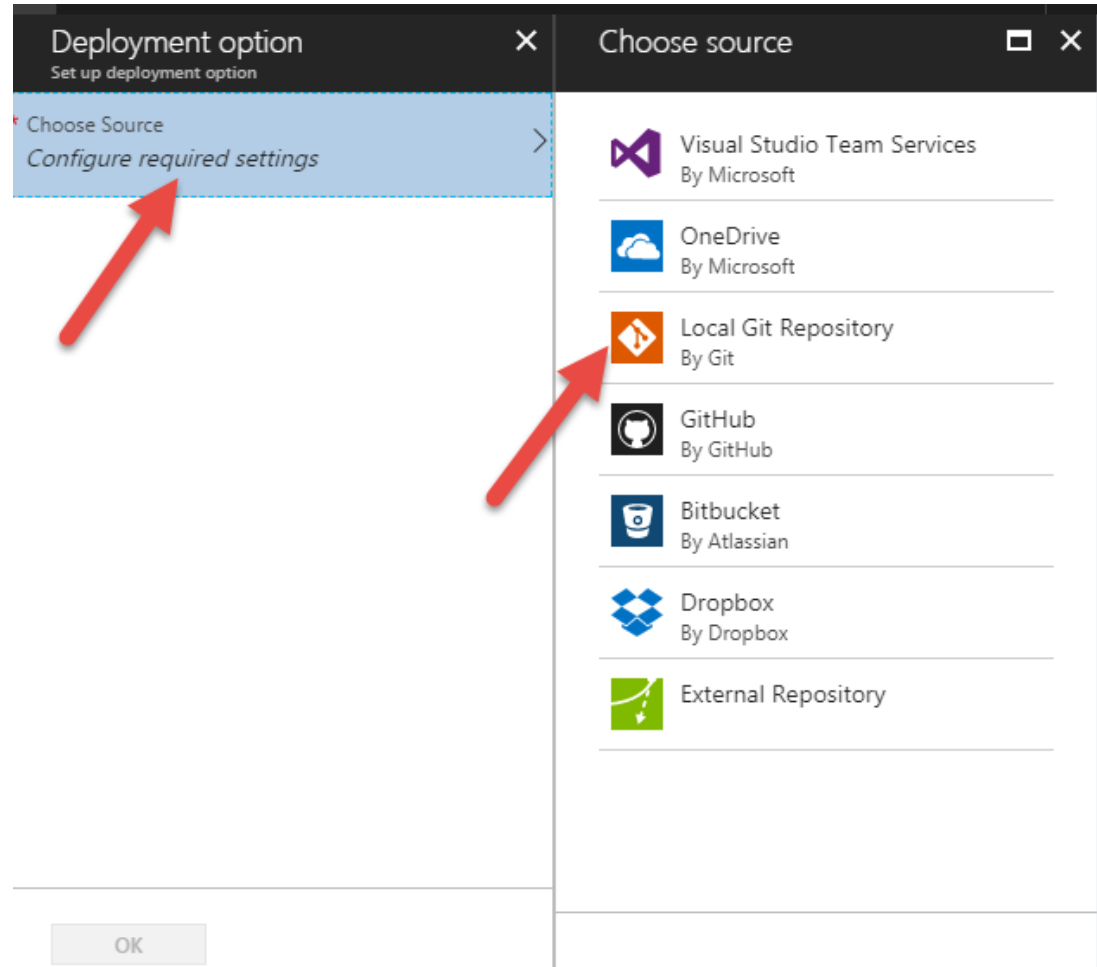 Deployment option
Set up deployment option
* Choose Source
Configure required settings
OK
Choose source
Visual Studio Team Services
By Microsoft
OneDrive
By Microsoft
Local Git Repository
By Git
GitHub
By GitHub
Bitbucket
By Atlassian
Dropbox
By Dropbox
External Repository